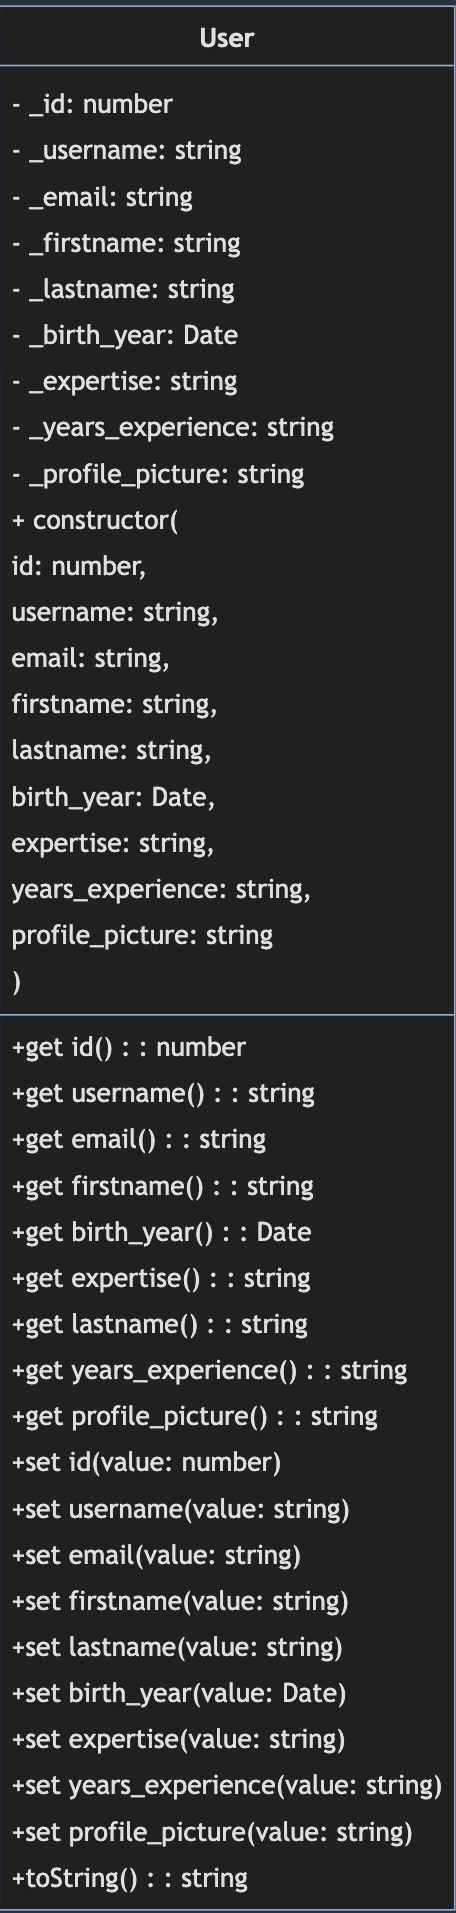 User
- _id: number
- _username: string
- _email: string
- _firstname: string
- _lastname: string
- _birth_year: Date
- _expertise: string
- _years_experience: string
- _profile_picture: string
+ constructor(
id: number,
username: string,
email: string,
firstname: string,
lastname: string,
birth_year: Date,
expertise: string,
years_experience: string,
profile_picture: string
)
+get id() : : number
+get username() : : string
+get email() : : string
+get firstname() : : string
+get birth_year() : : Date
+get expertise() : : string
+get lastname() : : string
+get years_experience() : : string
+get profile_picture() : : string
+set id(value: number)
+set username(value: string)
+set email(value: string)
+set firstname(value: string)
+set lastname(value: string)
+set birth_year(value: Date)
+set expertise(value: string)
+set years_experience(value: string)
+set profile_picture(value: string)
+toString() : : string